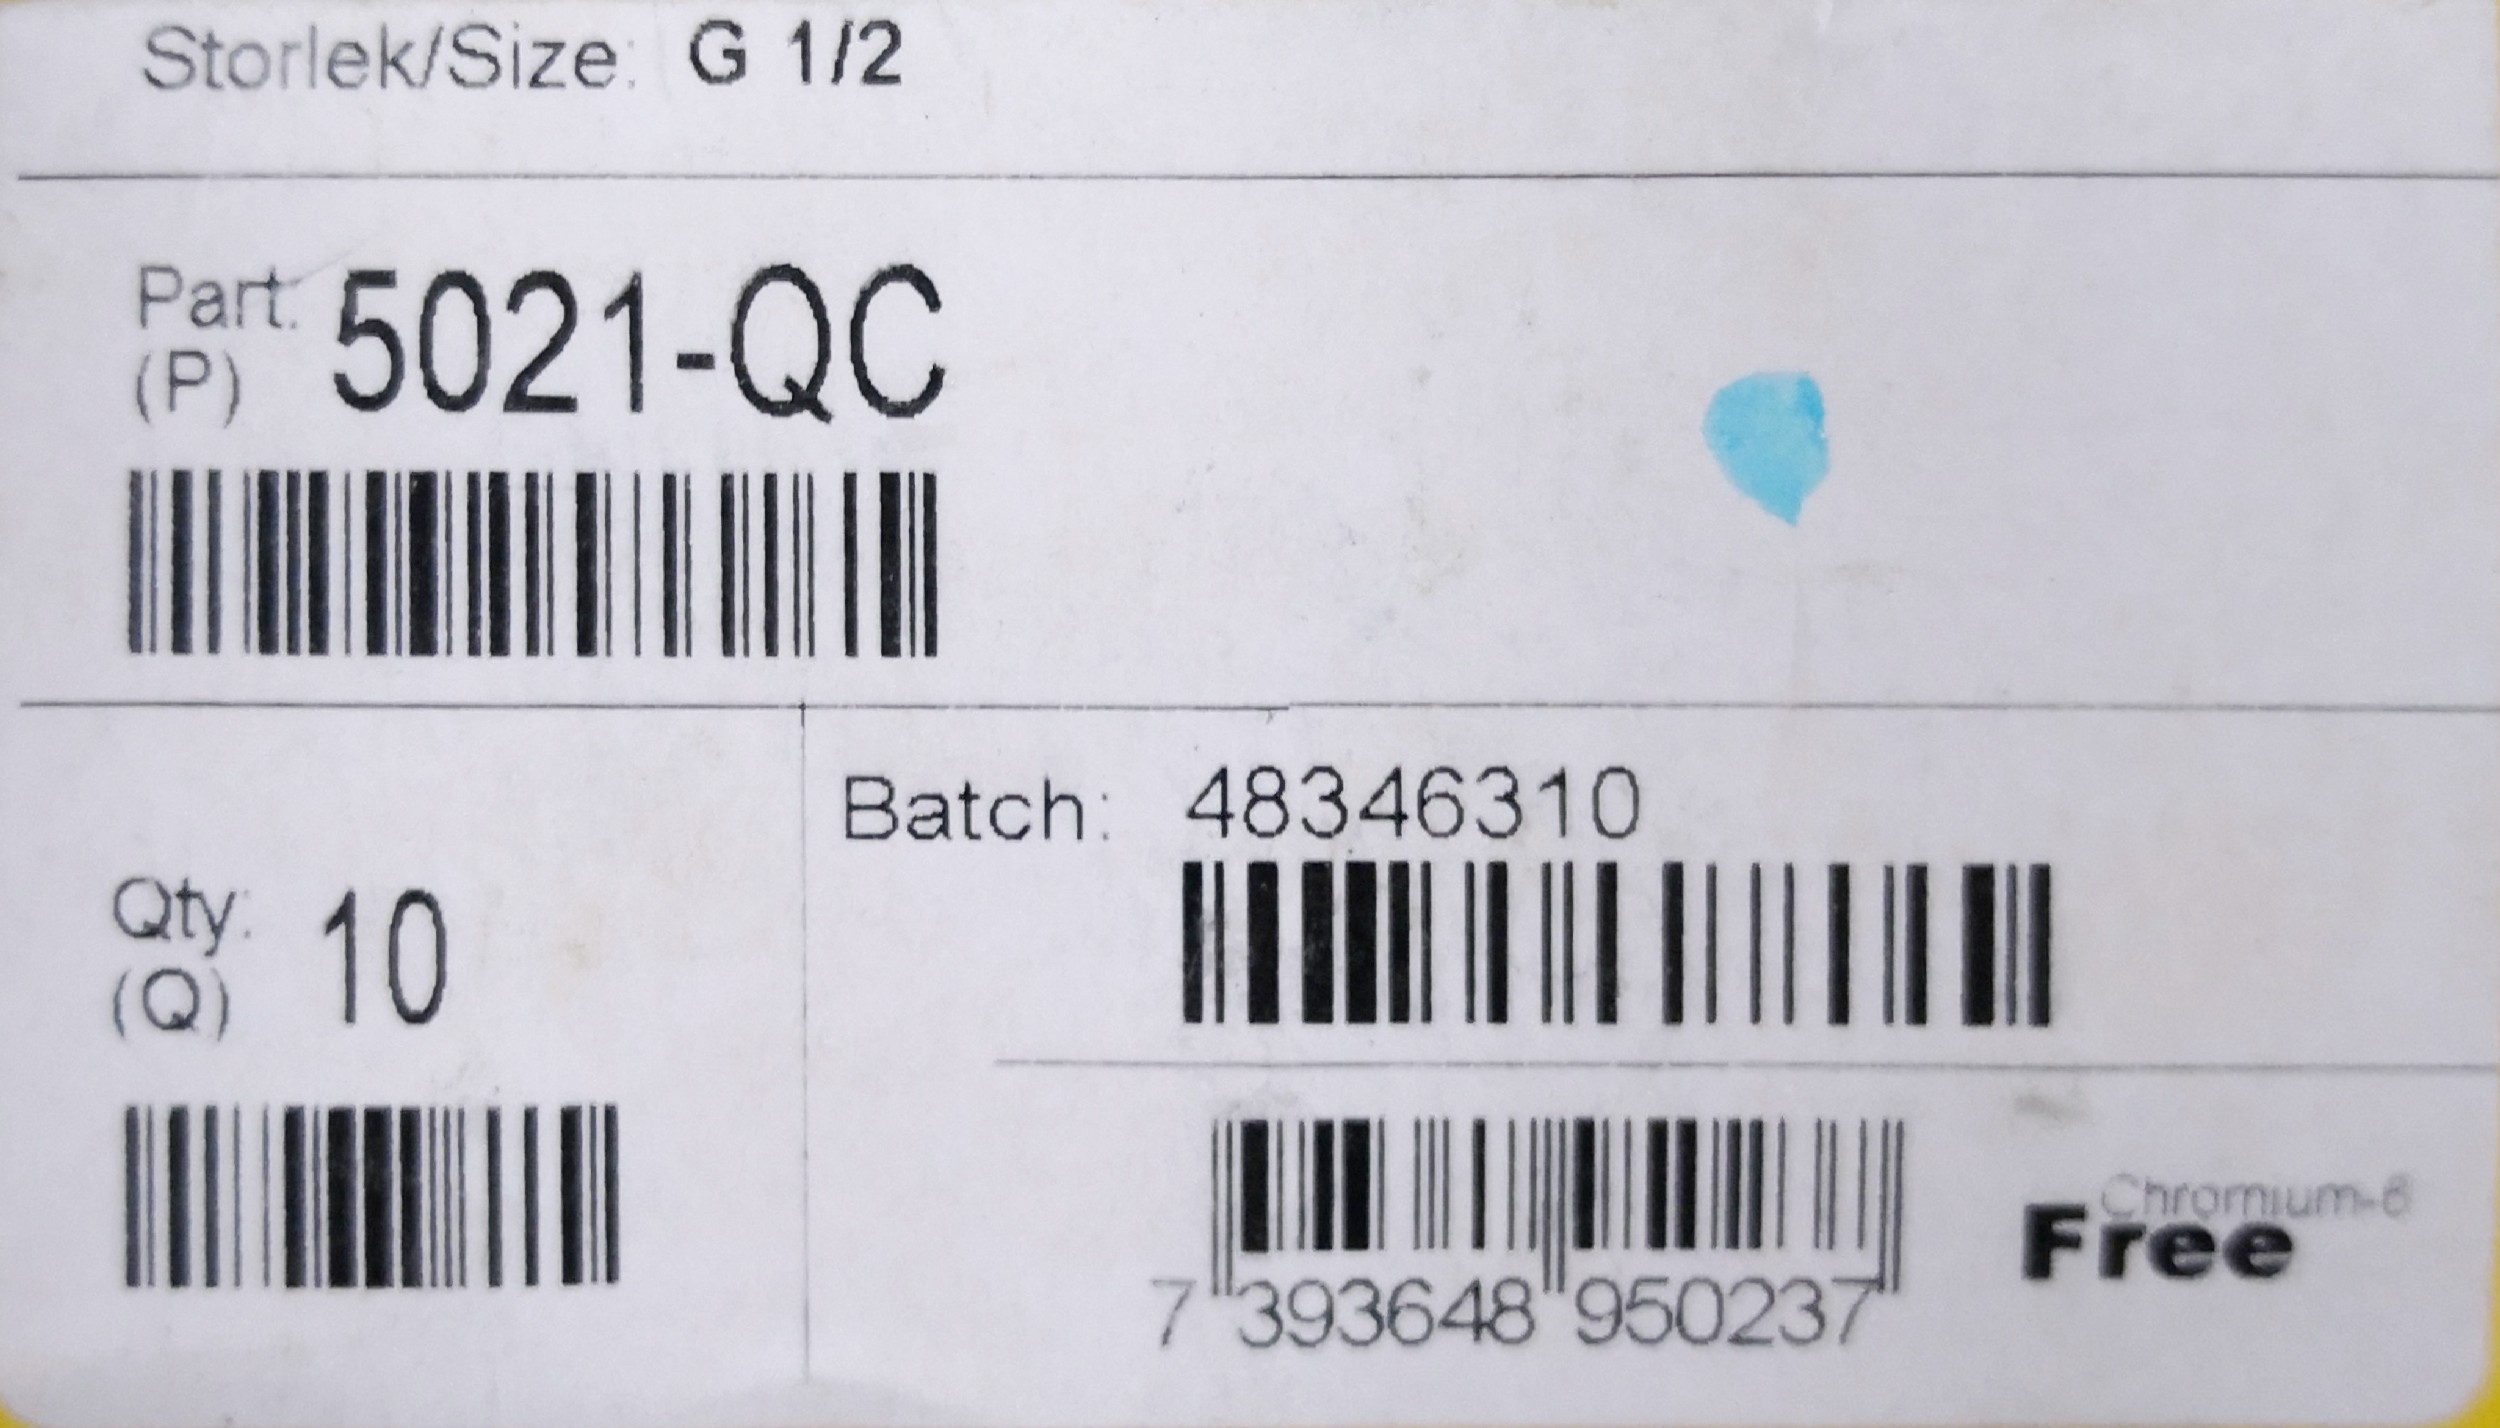 Storlek/Size: G 1/2
Part: 5021-QC
(P)
Batch: 48346310
Qty: 10
(Q)
7 393648 950237
Chromium-6
Free